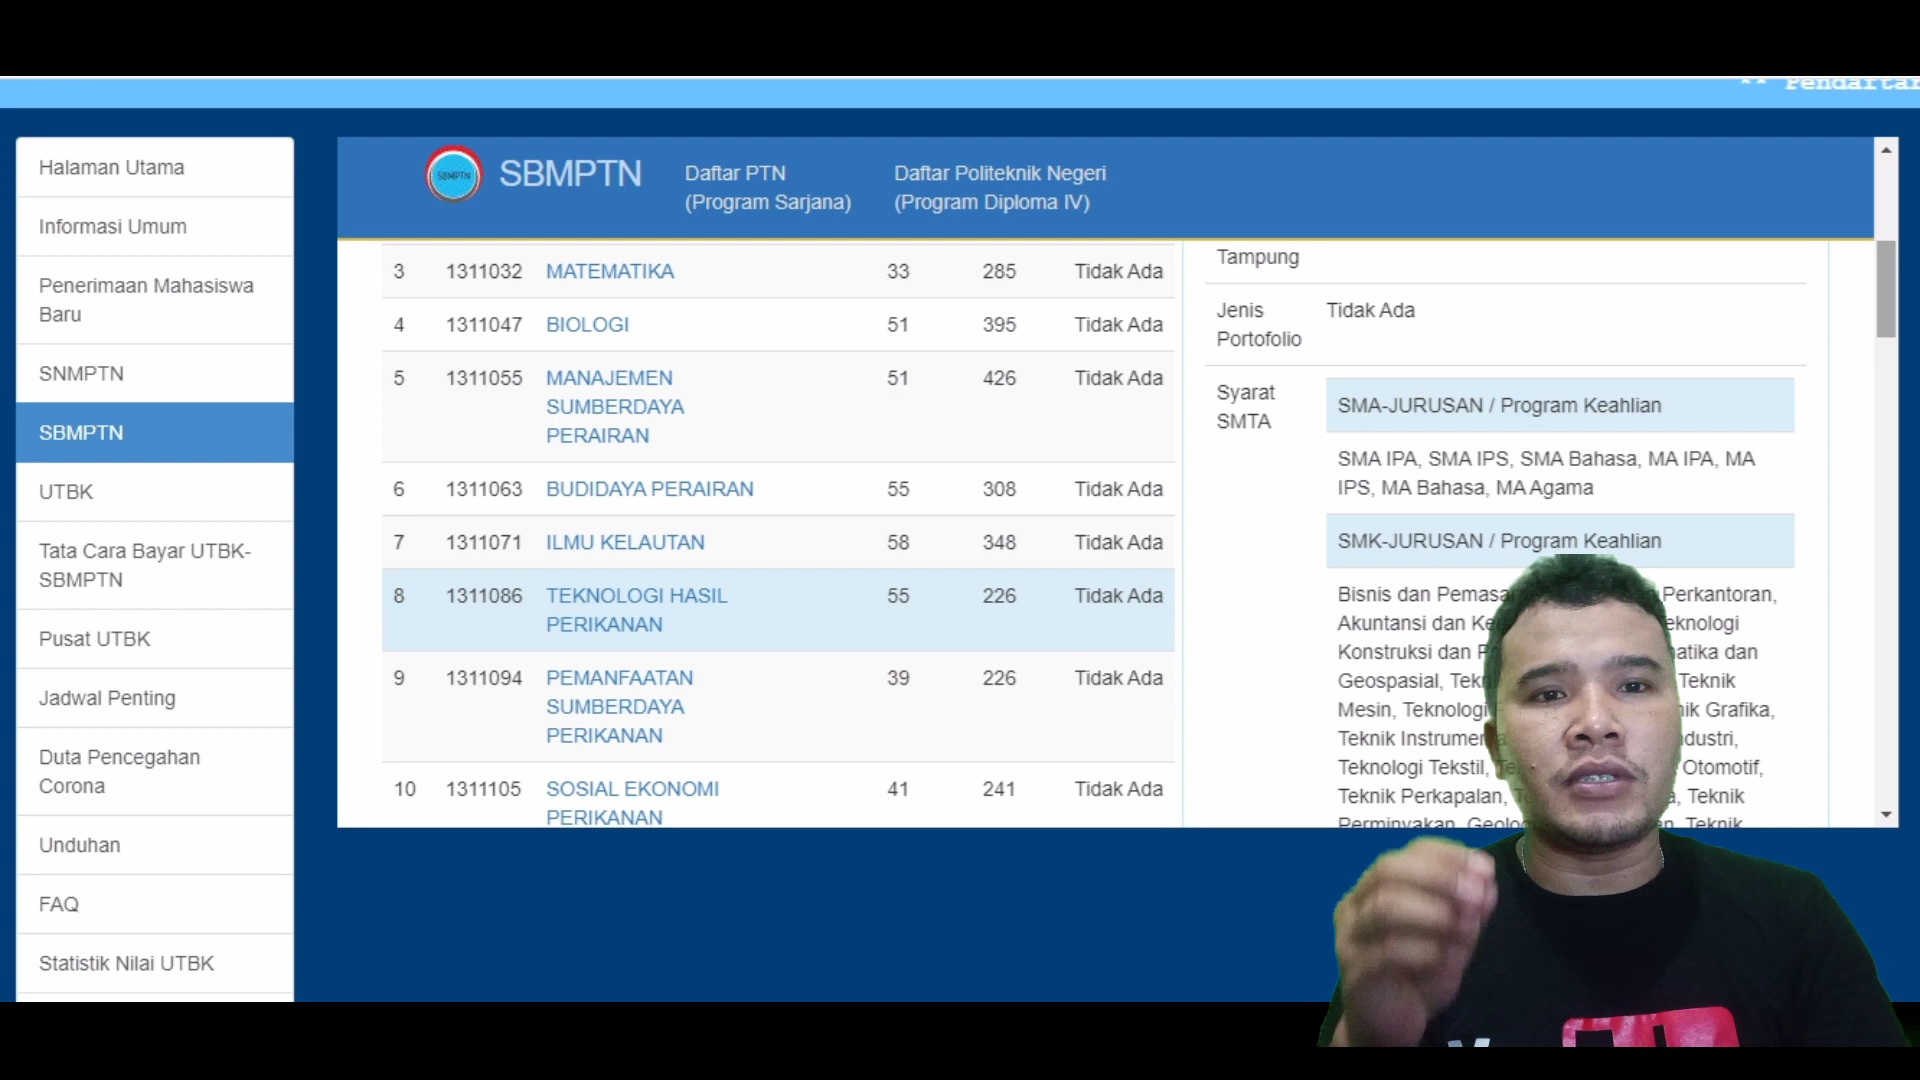 ** Pendaftar
Halaman Utama
Informasi Umum
Penerimaan Mahasiswa
Baru
SNMPTN
SBMPTN
UTBK
Tata Cara Bayar UTBK-
SBMPTN
Pusat UTBK
Jadwal Penting
Duta Pencegahan
Corona
Unduhan
FAQ
Statistik Nilai UTBK
SBMPTN
SBMPTN
Daftar PTN
(Program Sarjana)
Daftar Politeknik Negeri
(Program Diploma IV)
3 1311032 MATEMATIKA 33 285 Tidak Ada
4 1311047 BIOLOGI 51 395 Tidak Ada
5 1311055 MANAJEMEN 51 426 Tidak Ada
SUMBERDAYA
PERAIRAN
6 1311063 BUDIDAYA PERAIRAN 55 308 Tidak Ada
7 1311071 ILMU KELAUTAN 58 348 Tidak Ada
8 1311086 TEKNOLOGI HASIL 55 226 Tidak Ada
PERIKANAN
9 1311094 PEMANFAATAN 39 226 Tidak Ada
SUMBERDAYA
PERIKANAN
10 1311105 SOSIAL EKONOMI 41 241 Tidak Ada
PERIKANAN
Tampung
Jenis Tidak Ada
Portofolio
Syarat
SMTA
SMA-JURUSAN / Program Keahlian
SMA IPA, SMA IPS, SMA Bahasa, MA IPA, MA
IPS, MA Bahasa, MA Agama
SMK-JURUSAN / Program Keahlian
Bisnis dan Perkantoran,
Akuntansi dan
Konstruksi dan dan
Geospasial, Teknik
Mesin, Teknologi Grafika,
Teknik
Teknologi Tekstil, Otomotif,
Teknik Perkapalan, Teknik
Perminyakan, Teknik